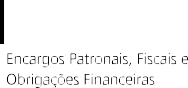 Encargos Patronais, Fiscais e
Obrigações Financeiras